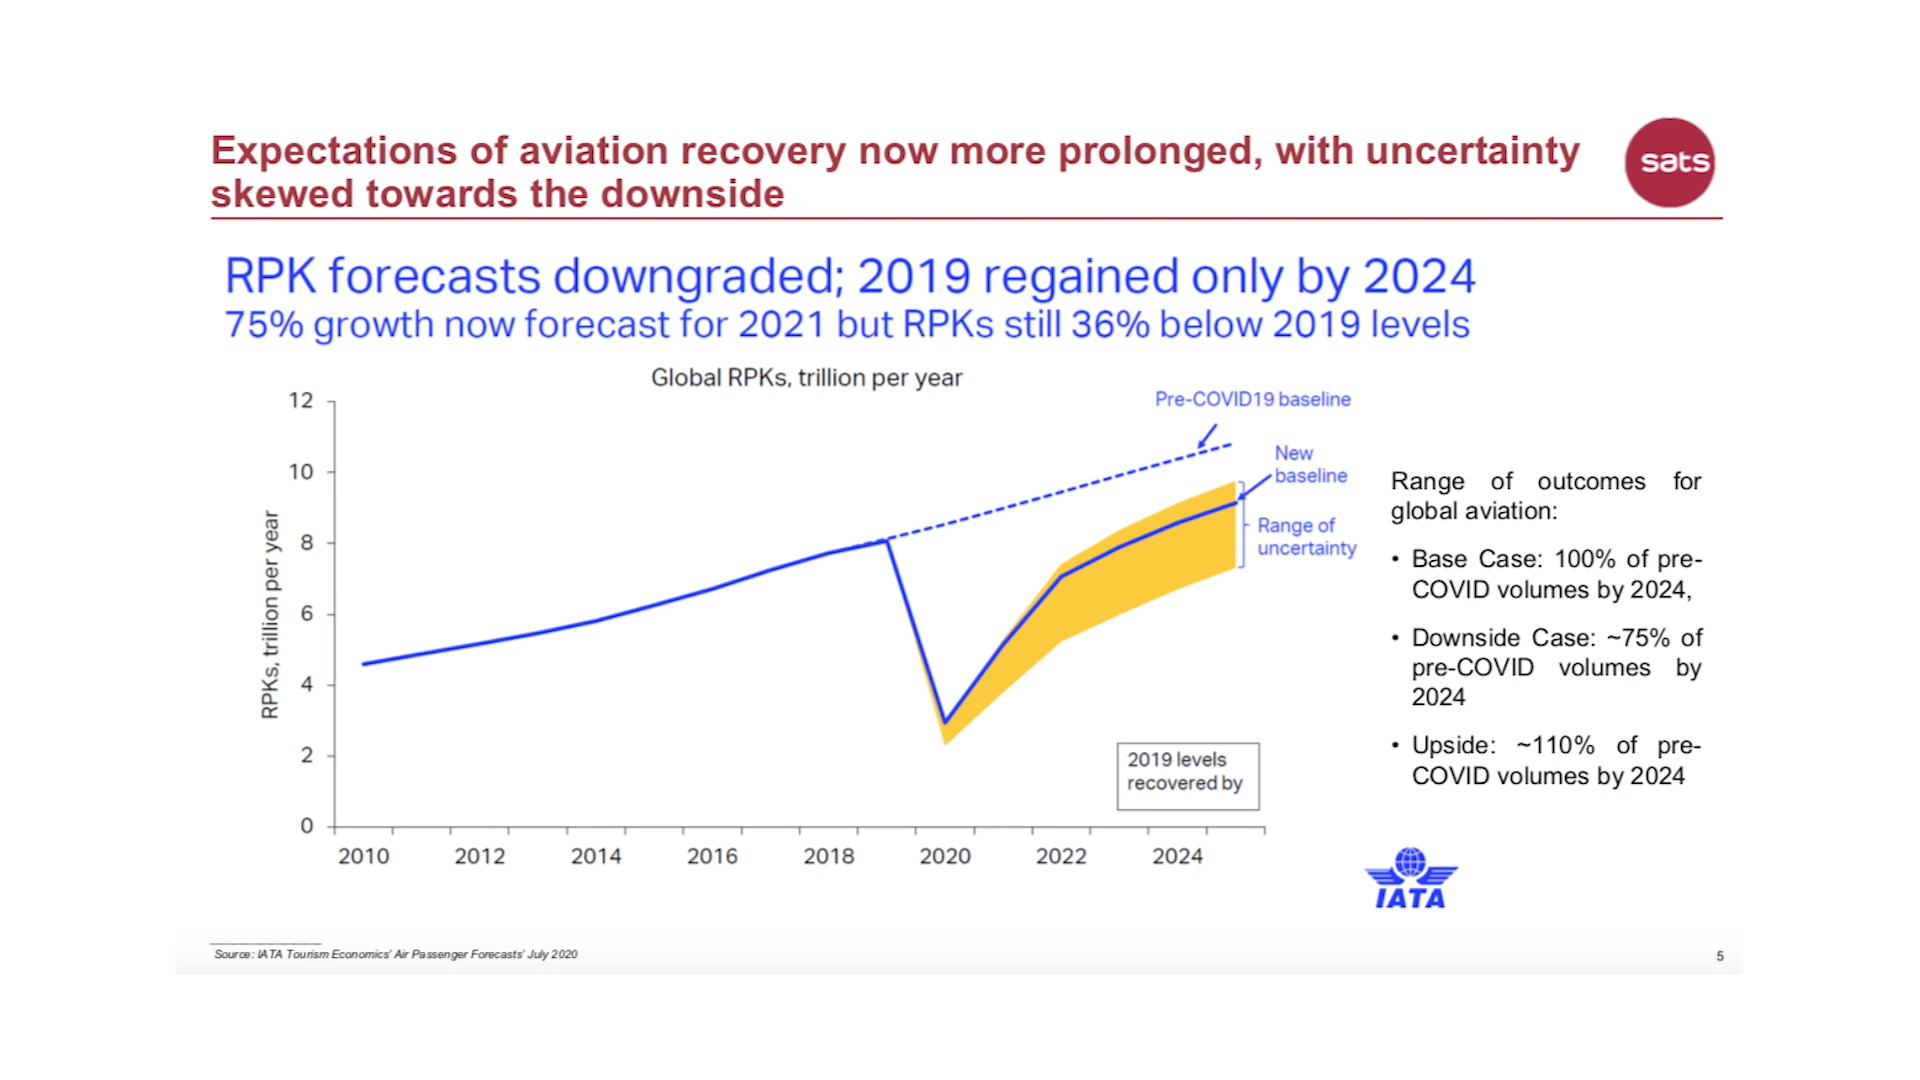 Expectations of aviation recovery now more prolonged, with uncertainty
skewed towards the downside
sats
RPK forecasts downgraded; 2019 regained only by 2024
75% growth now forecast for 2021 but RPKs still 36% below 2019 levels
Global RPKs, trillion per year
RPKs, trillion per year
12
10
8
6
4
2
0
2010 2012 2014 2016 2018 2020 2022 2024
Pre-COVID19 baseline
New
baseline
Range of
uncertainty
2019 levels
recovered by
Range of outcomes for
global aviation:
• Base Case: 100% of pre-
COVID volumes by 2024,
• Downside Case: ~75% of
pre-COVID volumes by
2024
• Upside: ~110% of pre-
COVID volumes by 2024
IATA
Source: IATA Tourism Economics' Air Passenger Forecasts' July 2020
5